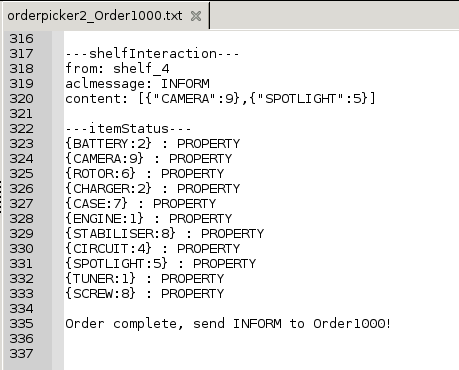 orderpicker2_Order1000.txt
316
317 ---shelfInteraction---
318 from: shelf_4
319 aclmessage: INFORM
320 content: [{"CAMERA":9},{"SPOTLIGHT":5}]
321
322 ---itemStatus---
323 {BATTERY:2} : PROPERTY
324 {CAMERA:9} : PROPERTY
325 {ROTOR:6} : PROPERTY
326 {CHARGER:2} : PROPERTY
327 {CASE:7} : PROPERTY
328 {ENGINE:1} : PROPERTY
329 {STABILISER:8} : PROPERTY
330 {CIRCUIT:4} : PROPERTY
331 {SPOTLIGHT:5} : PROPERTY
332 {TUNER:1} : PROPERTY
333 {SCREW:8} : PROPERTY
334
335 Order complete, send INFORM to Order1000!
336
337